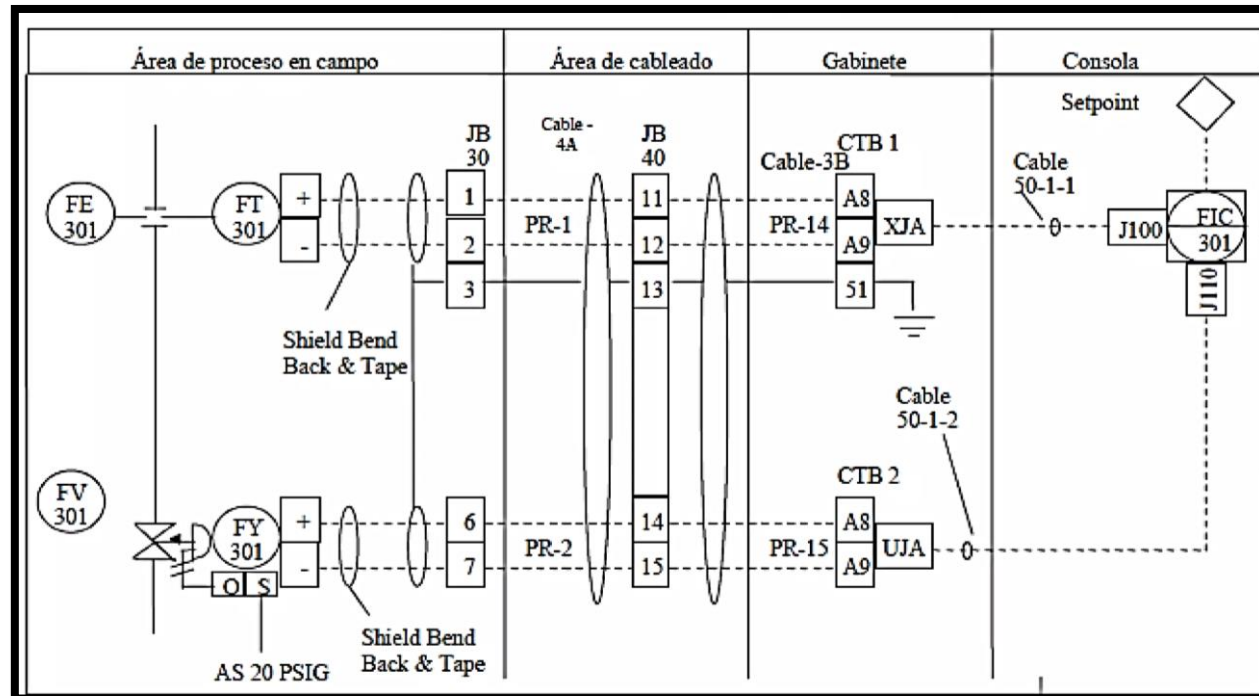 Área de proceso en campo
Área de cableado
Gabinete
Consola
Setpoint
JB
30
Cable -
4A
JB
40
CTB 1
Cable-3B
Cable
50-1-1
FE
301
FT
301
+
-
1
2
3
PR-1
11
12
13
PR-14
A8
A9
51
XJA
J100
FIC
301
J110
Shield Bend
Back & Tape
Cable
50-1-2
CTB 2
FV
301
FY
301
+
-
O S
6
7
PR-2
14
15
PR-15
A8
A9
UJA
Shield Bend
Back & Tape
AS 20 PSIG